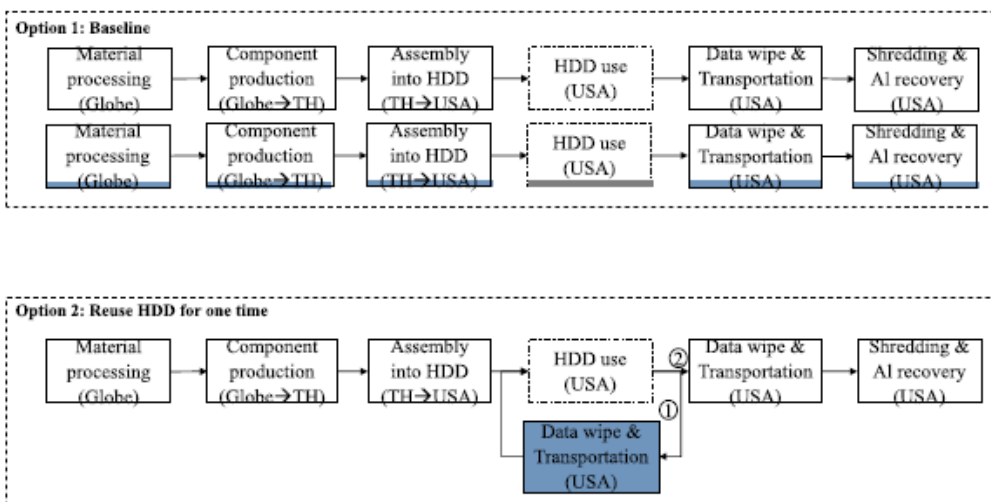 Option 1: Baseline
Material processing (Globe)
Component production (Globe→TH)
Assembly into HDD (TH→USA)
HDD use (USA)
Data wipe & Transportation (USA)
Shredding & Al recovery (USA)
Material processing (Globe)
Component production (Globe→TH)
Assembly into HDD (TH→USA)
HDD use (USA)
Data wipe & Transportation (USA)
Shredding & Al recovery (USA)
Option 2: Reuse HDD for one time
Material processing (Globe)
Component production (Globe→TH)
Assembly into HDD (TH→USA)
HDD use (USA)
②
Data wipe & Transportation (USA)
Shredding & Al recovery (USA)
①
Data wipe & Transportation (USA)